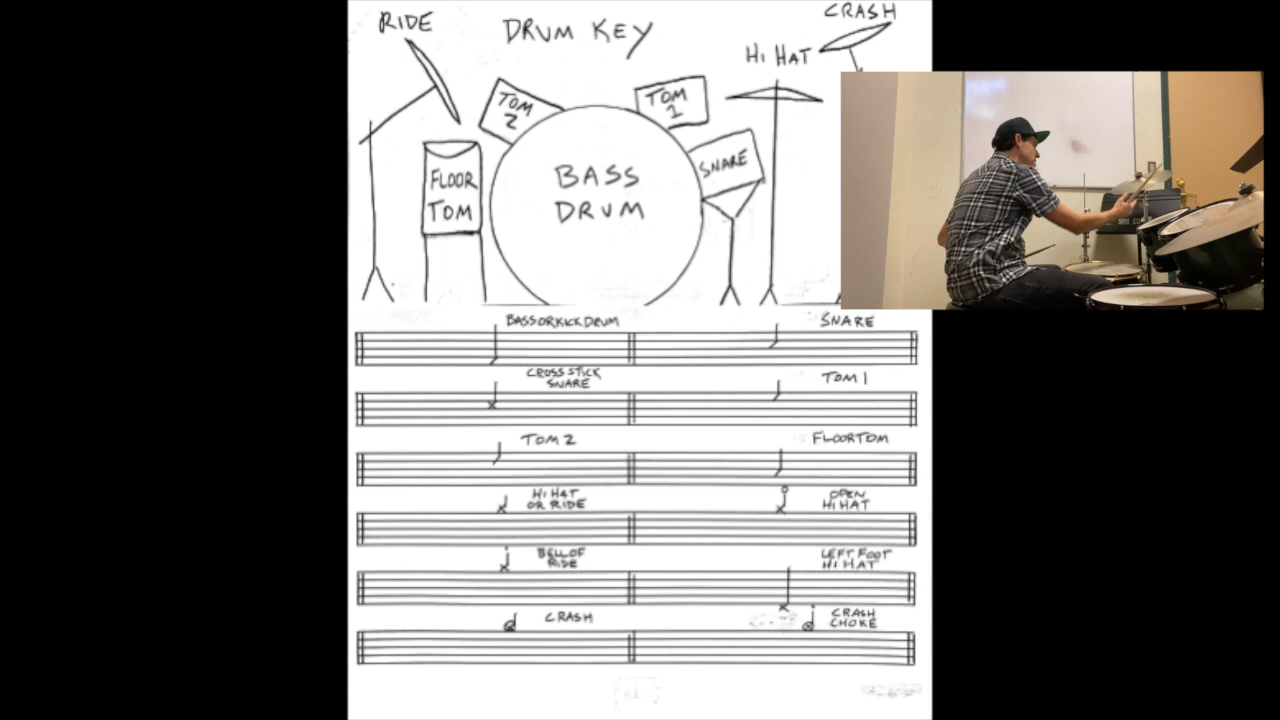 RIDE
DRUM KEY
CRASH
HI HAT
TOM
2
TOM
1
SNARE
FLOOR
TOM
BASS
DRUM
BASS OR KICK DRUM
SNARE
CROSS STICK
SNARE
TOM 1
TOM 2
FLOOR TOM
HI HAT
OR RIDE
OPEN
HI HAT
BELL OF
RIDE
LEFT FOOT
HI HAT
CRASH
CRASH
CHOKE